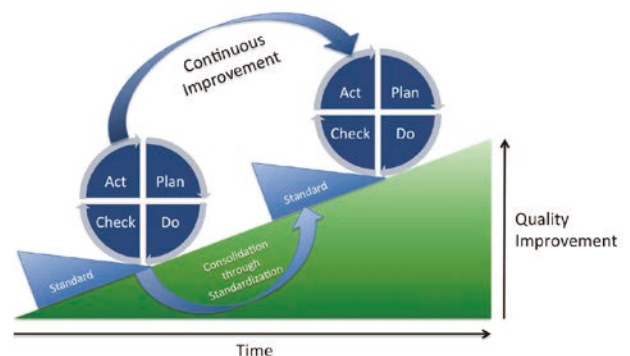 Continuous
Improvement
Act
Plan
Check
Do
Act
Plan
Check
Do
Standard
Standard
Consolidation
through
Standardization
Quality
Improvement
Time